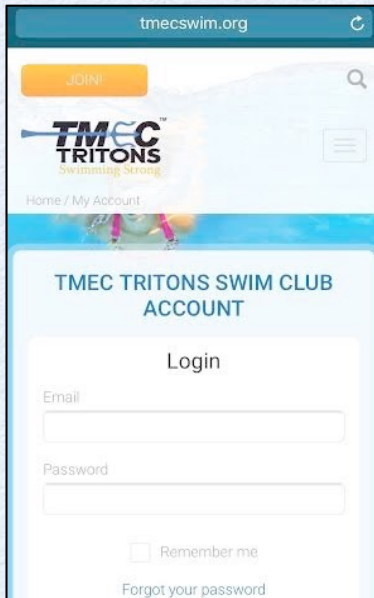 tmecswim.org
JOIN!
TMEC™
TRITONS
Swimming Strong
Home / My Account
TMEC TRITONS SWIM CLUB
ACCOUNT
Login
Email
Password
Remember me
Forgot your password